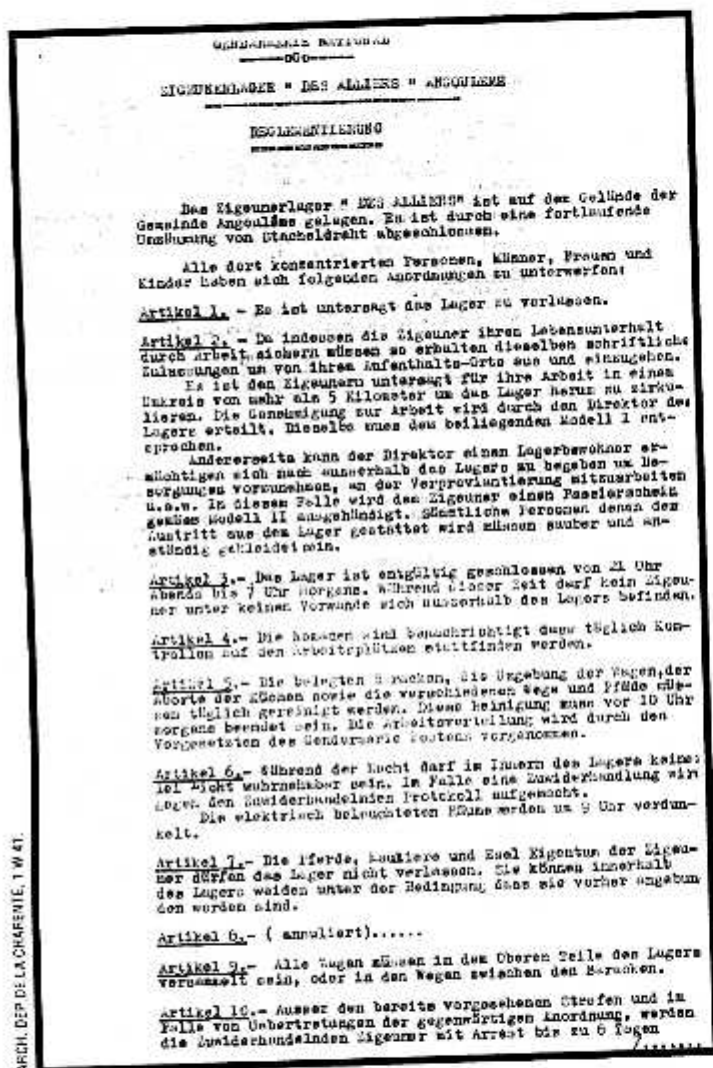 GENDARMERIE NATIONAL
-----oOo-----
ZIGEUNERLAGER " DES ALLIERS " ANGOULEME
REGLEMENTIERUNG
Das Zigeunerlager " DES ALLIERS" ist auf dem Gelände der
Gemeinde Angoulême gelegen. Es ist durch eine fortlaufende
Umzäunung von Stacheldraht abgeschlossen.
Alle dort konzentrierten Personen, Männer, Frauen und
Kinder haben sich folgenden Anordnungen zu unterwerfen:
Artikel 1. - Es ist untersagt das Lager zu verlassen.
Artikel 2. - Da indessen die Zigeuner ihren Lebensunterhalt
durch Arbeit sichern müssen so erhalten dieselben schriftliche
Zulassungen um von ihrem Aufenthalts-Orte aus und einzugehen.
Es ist den Zigeunern untersagt für ihre Arbeit in einem
Umkreis von mehr als 5 Kilometer um das Lager herum zu zirku-
lieren. Die Genehmigung zur Arbeit wird durch den Direktor des
Lagers erteilt. Dieselbe muss dem beiliegenden Modell I ent-
sprechen.
Andererseits kann der Direktor einen Lagerbewohner er-
mächtigen sich nach ausserhalb des Lagers zu begeben um Be-
sorgungen vorzunehmen, an der Verproviantierung mitzuarbeiten
u.s.w. In diesem Falle wird dem Zigeuner einen Passierschein
gemäss Modell II ausgehändigt. Sämtliche Personen denen der
Austritt aus dem Lager gestattet wird müssen sauber und an-
ständig gekleidet sein.
Artikel 3.- Das Lager ist entgültig geschlossen von 21 Uhr
Abends bis 7 Uhr morgens. Während dieser Zeit darf kein Zigeu-
ner unter keinen Vorwande sich ausserhalb des Lagers befinden.
Artikel 4.- Die Nomaden sind benachrichtigt dass täglich Kon-
trollen auf den Arbeitsplätzen stattfinden werden.
Artikel 5.- Die belegten Baracken, die Umgebung der Wagen,der
Aborte der Küchen sowie die verschiedenen Wege und Pfade müs-
sen täglich gereinigt werden. Diese Reinigung muss vor 10 Uhr
morgens beendet sein. Die Arbeitsverteilung wird durch den
Vorgesetzten des Gendarmerie Postens vorgenommen.
Artikel 6.- Während der Nacht darf im Innern des Lagers keiner
lei Licht wahrnehmbar sein. Im Falle eine Zuwiderhandlung wir
gegen den Zuwiderhandelnden Protokoll aufgemacht.
Die elektrisch beleuchteten Räume werden um 9 Uhr verdun-
kelt.
Artikel 7.- Die Pferde, Maultiere und Esel Eigentum der Zigeu-
ner dürfen das Lager nicht verlassen. Sie können innerhalb
des Lagers weiden unter der Bedingung dass sie vorher angebun
den worden sind.
Artikel 8.- ( annuliert)......
Artikel 9.- Alle Wagen müssen in dem Oberen Teile des Lagers
versammelt sein, oder in den Wegen zwischen den Baracken.
Artikel 10.- Ausser den bereits vorgesehenen Strafen und im
Falle von Uebertretungen der gegenwärtigen Anordnung, werden
die Zuwiderhandelnden Zigeuner mit Arrest bis zu 6 Tagen
/......
ARCH. DEP. DE LA CHARENTE, 1 W 41.